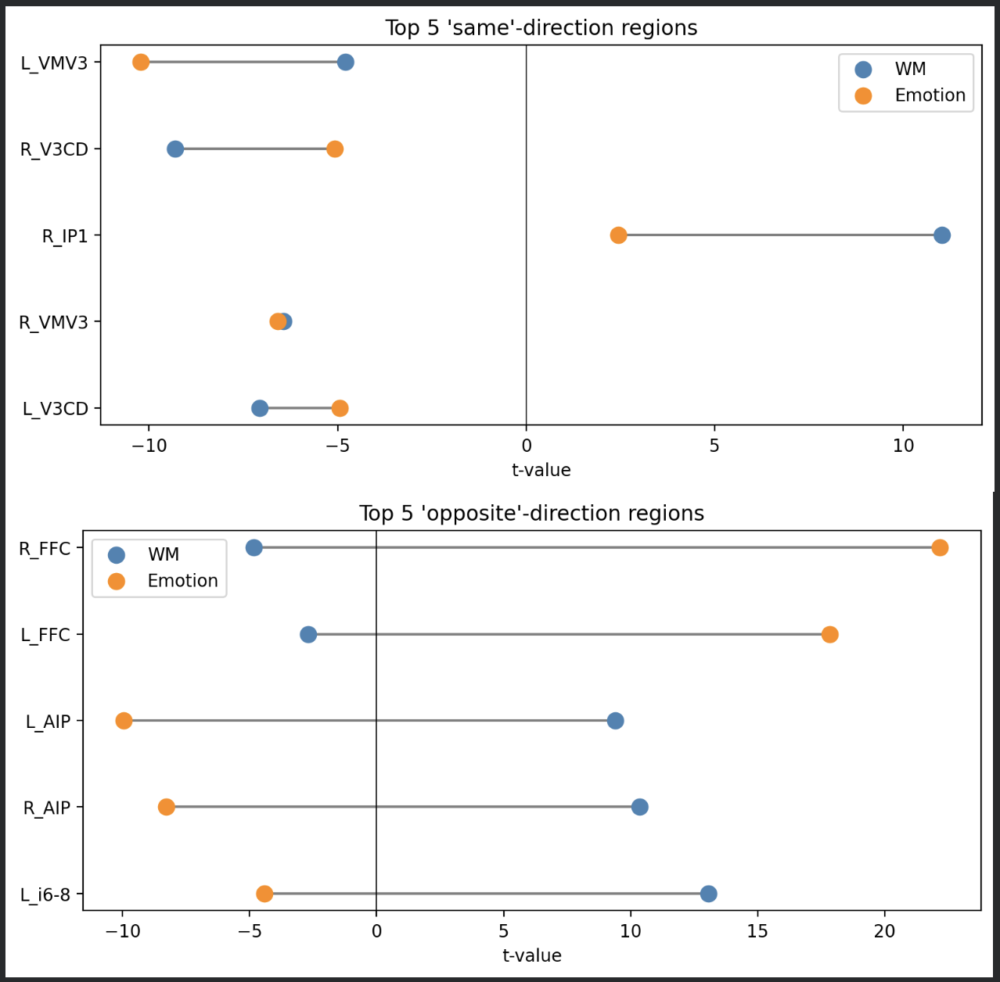 Top 5 'same'-direction regions
L_VMV3
R_V3CD
R_IP1
R_VMV3
L_V3CD
WM
Emotion
−10 −5 0 5 10
t-value
Top 5 'opposite'-direction regions
R_FFC
L_FFC
L_AIP
R_AIP
L_i6-8
WM
Emotion
−10 −5 0 5 10 15 20
t-value